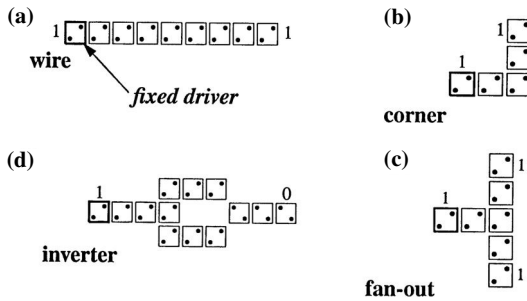 (a)
1 1
wire
fixed driver
(b)
1
1
corner
(d)
1 0
inverter
(c)
1
1
1
fan-out